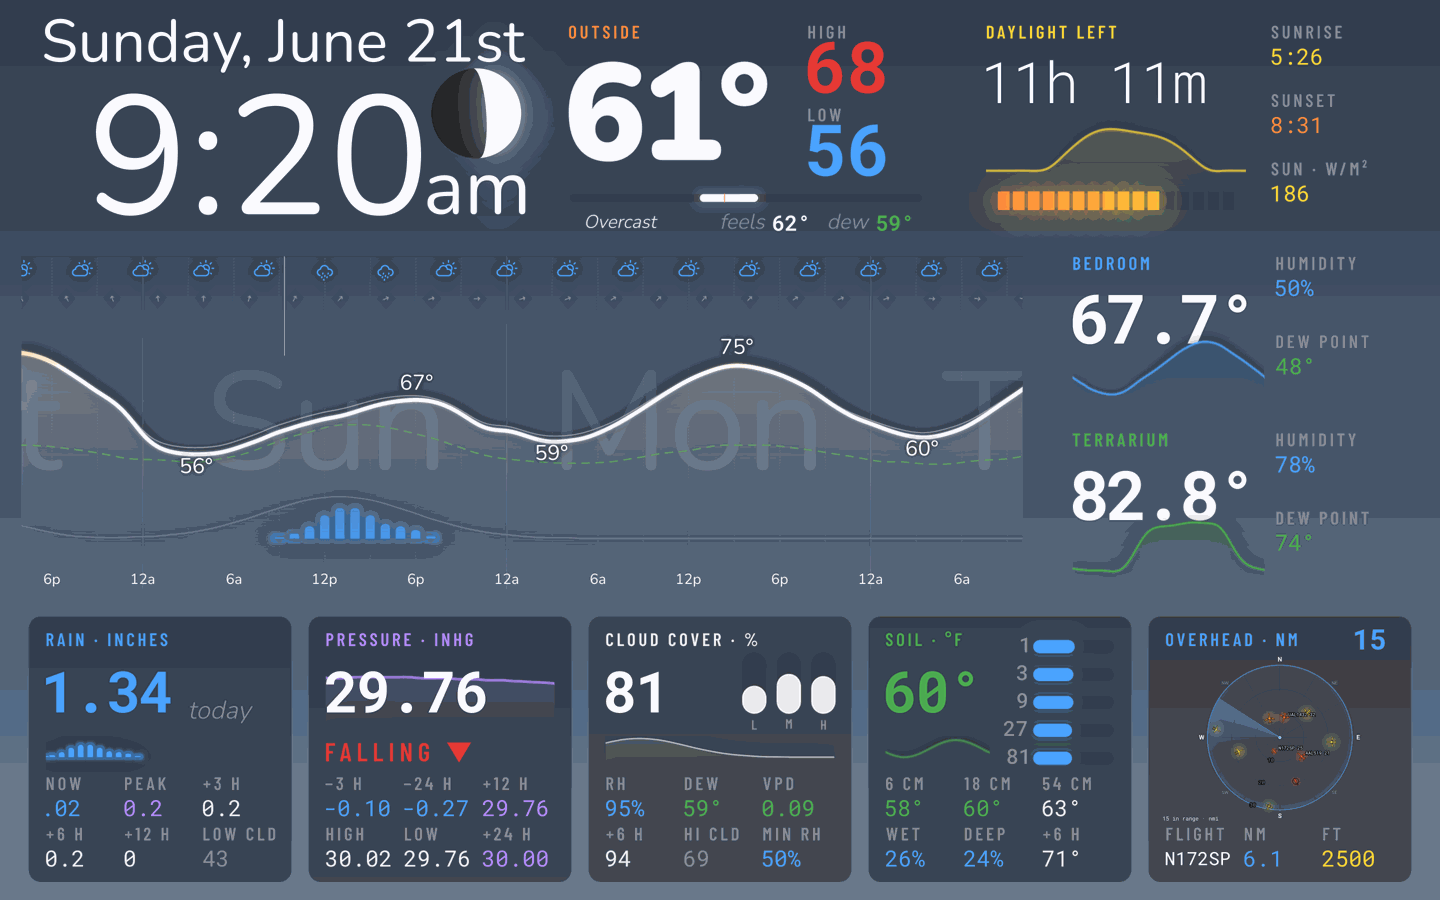 Sunday, June 21st
9:20am
OUTSIDE
61°
HIGH
68
LOW
56
Overcast feels 62° dew 59°
DAYLIGHT LEFT
11h 11m
SUNRISE
5:26
SUNSET
8:31
SUN · W/M²
186
t Sun Mon T
67° 75°
56° 59° 60°
6p 12a 6a 12p 6p 12a 6a 12p 6p 12a 6a
BEDROOM
67.7°
HUMIDITY
50%
DEW POINT
48°
TERRARIUM
82.8°
HUMIDITY
78%
DEW POINT
74°
RAIN · INCHES
1.34 today
NOW PEAK +3 H
.02 0.2 0.2
+6 H +12 H LOW CLD
0.2 0 43
PRESSURE · INHG
29.76
FALLING ▼
-3 H -24 H +12 H
-0.10 -0.27 29.76
HIGH LOW +24 H
30.02 29.76 30.00
CLOUD COVER · %
81
L M H
RH DEW VPD
95% 59° 0.09
+6 H HI CLD MIN RH
94 69 50%
SOIL · °F
60°
1
3
9
27
81
6 CM 18 CM 54 CM
58° 60° 63°
WET DEEP +6 H
26% 24% 71°
OVERHEAD · NM 15
N
W E
S
N172SP
15 in range · nmi
FLIGHT NM FT
N172SP 6.1 2500